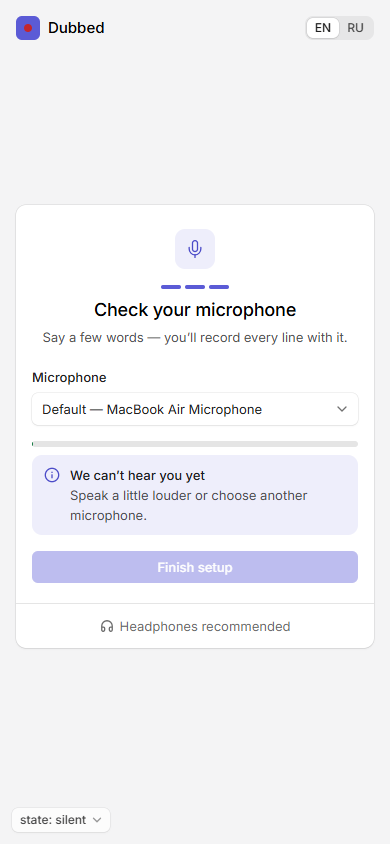 Dubbed
EN RU
Check your microphone
Say a few words — you’ll record every line with it.
Microphone
Default — MacBook Air Microphone
We can’t hear you yet
Speak a little louder or choose another
microphone.
Finish setup
Headphones recommended
state: silent